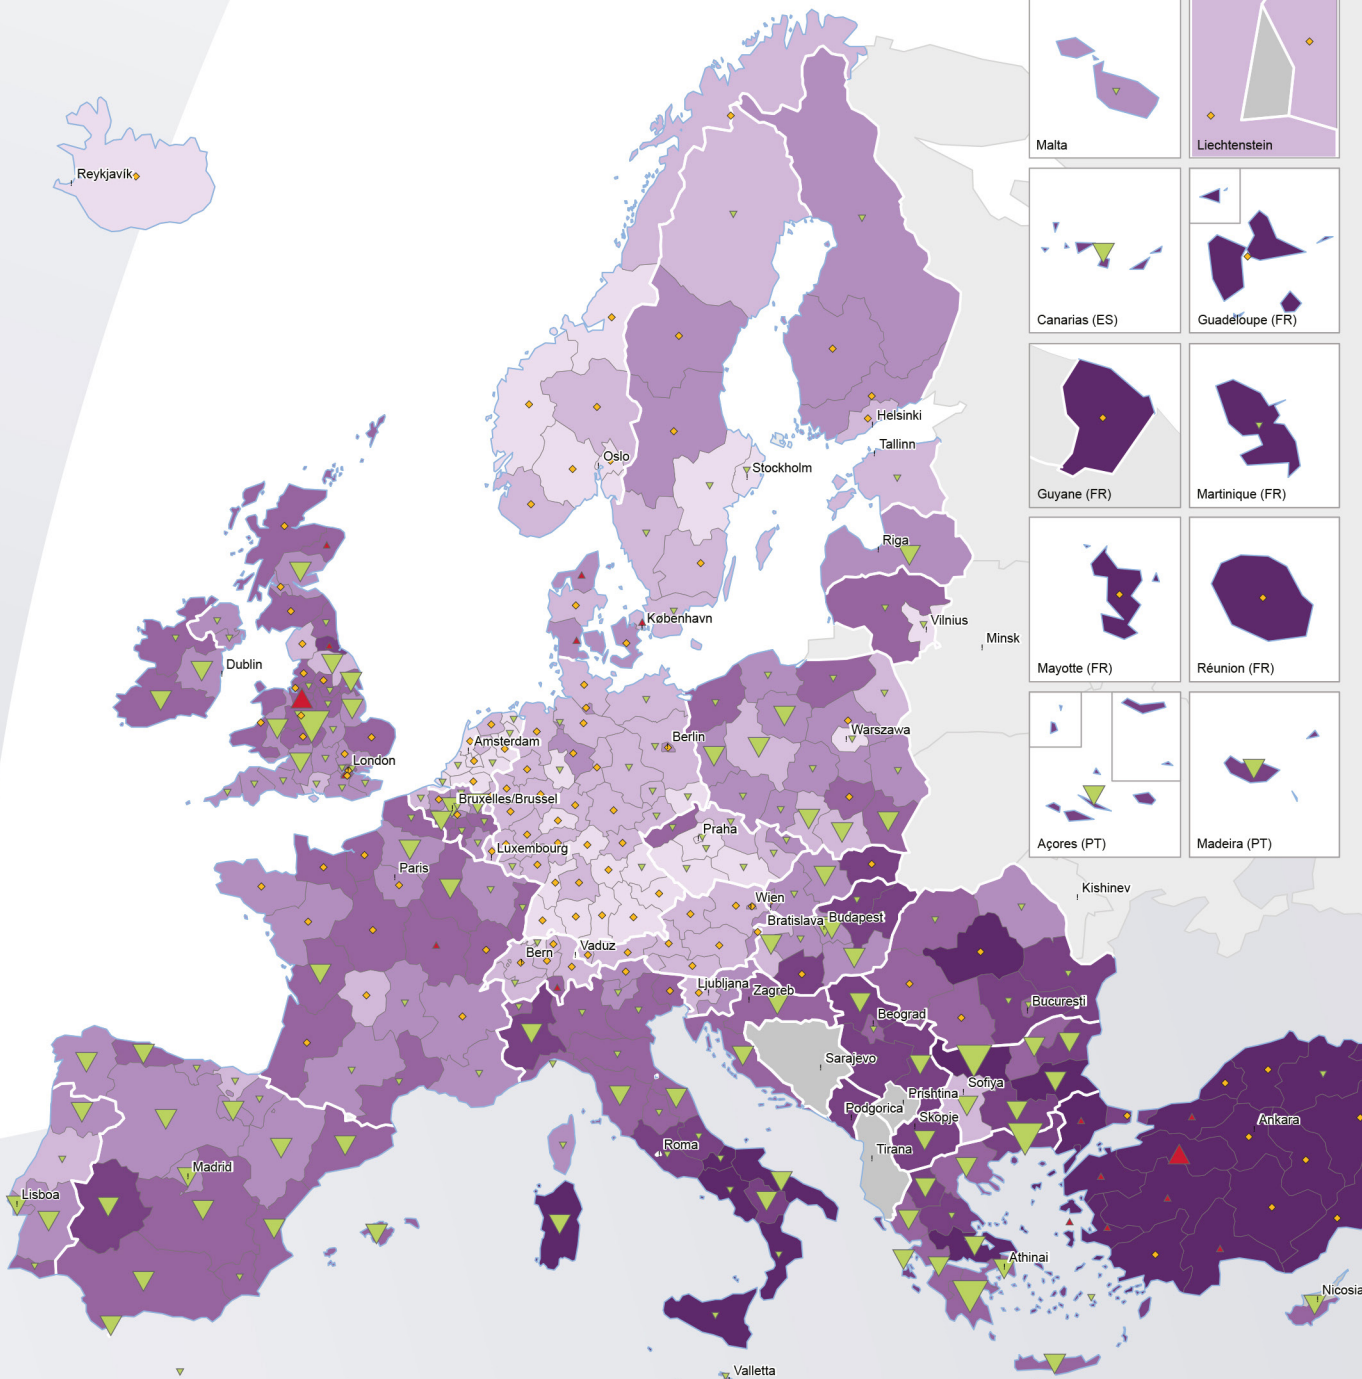 Malta
Liechtenstein
Reykjavík
Canarias (ES)
Guadeloupe (FR)
Helsinki
Tallinn
Oslo
Stockholm
Guyane (FR)
Martinique (FR)
Riga
København
Vilnius
Minsk
Dublin
Mayotte (FR)
Réunion (FR)
Amsterdam
Berlin
Warszawa
London
Bruxelles/Brussel
Praha
Luxembourg
Paris
Açores (PT)
Madeira (PT)
Kishinev
Wien
Bratislava
Budapest
Bern
Vaduz
Ljubljana
Zagreb
Bucureşti
Beograd
Sarajevo
Sofiya
Prishtina
Podgorica
Skopje
Ankara
Tirana
Roma
Madrid
Lisboa
Athinai
Nicosia
Valletta